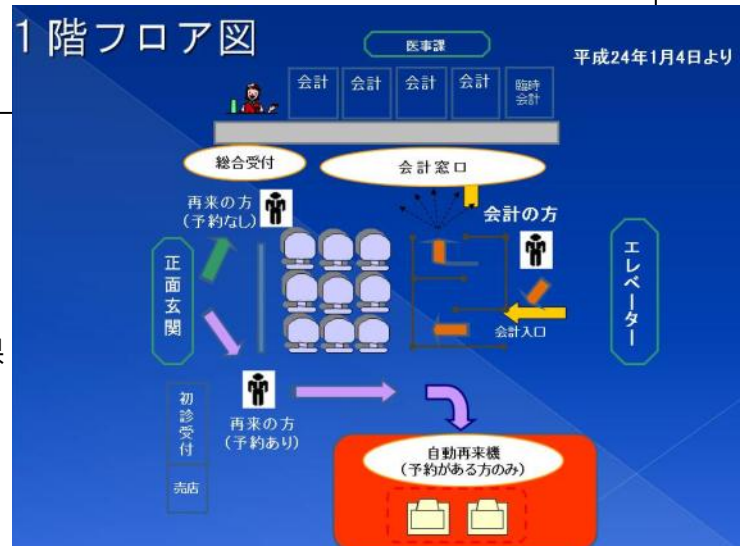 1階フロア図
医事課
平成24年1月4日より
会計
会計
会計
会計
臨時
会計
総合受付
会計窓口
再来の方
(予約なし)
会計の方
正面玄関
エレベーター
会計入口
初診受付
再来の方
(予約あり)
売店
自動再来機
(予約がある方のみ)